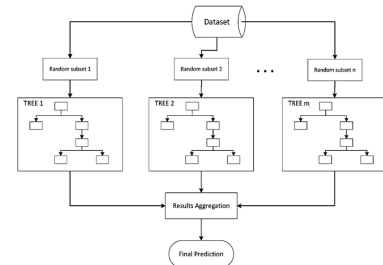 Dataset
Random subset 1
Random subset 2
...
Random subset n
TREE 1
TREE 2
TREE m
Results Aggregation
Final Prediction